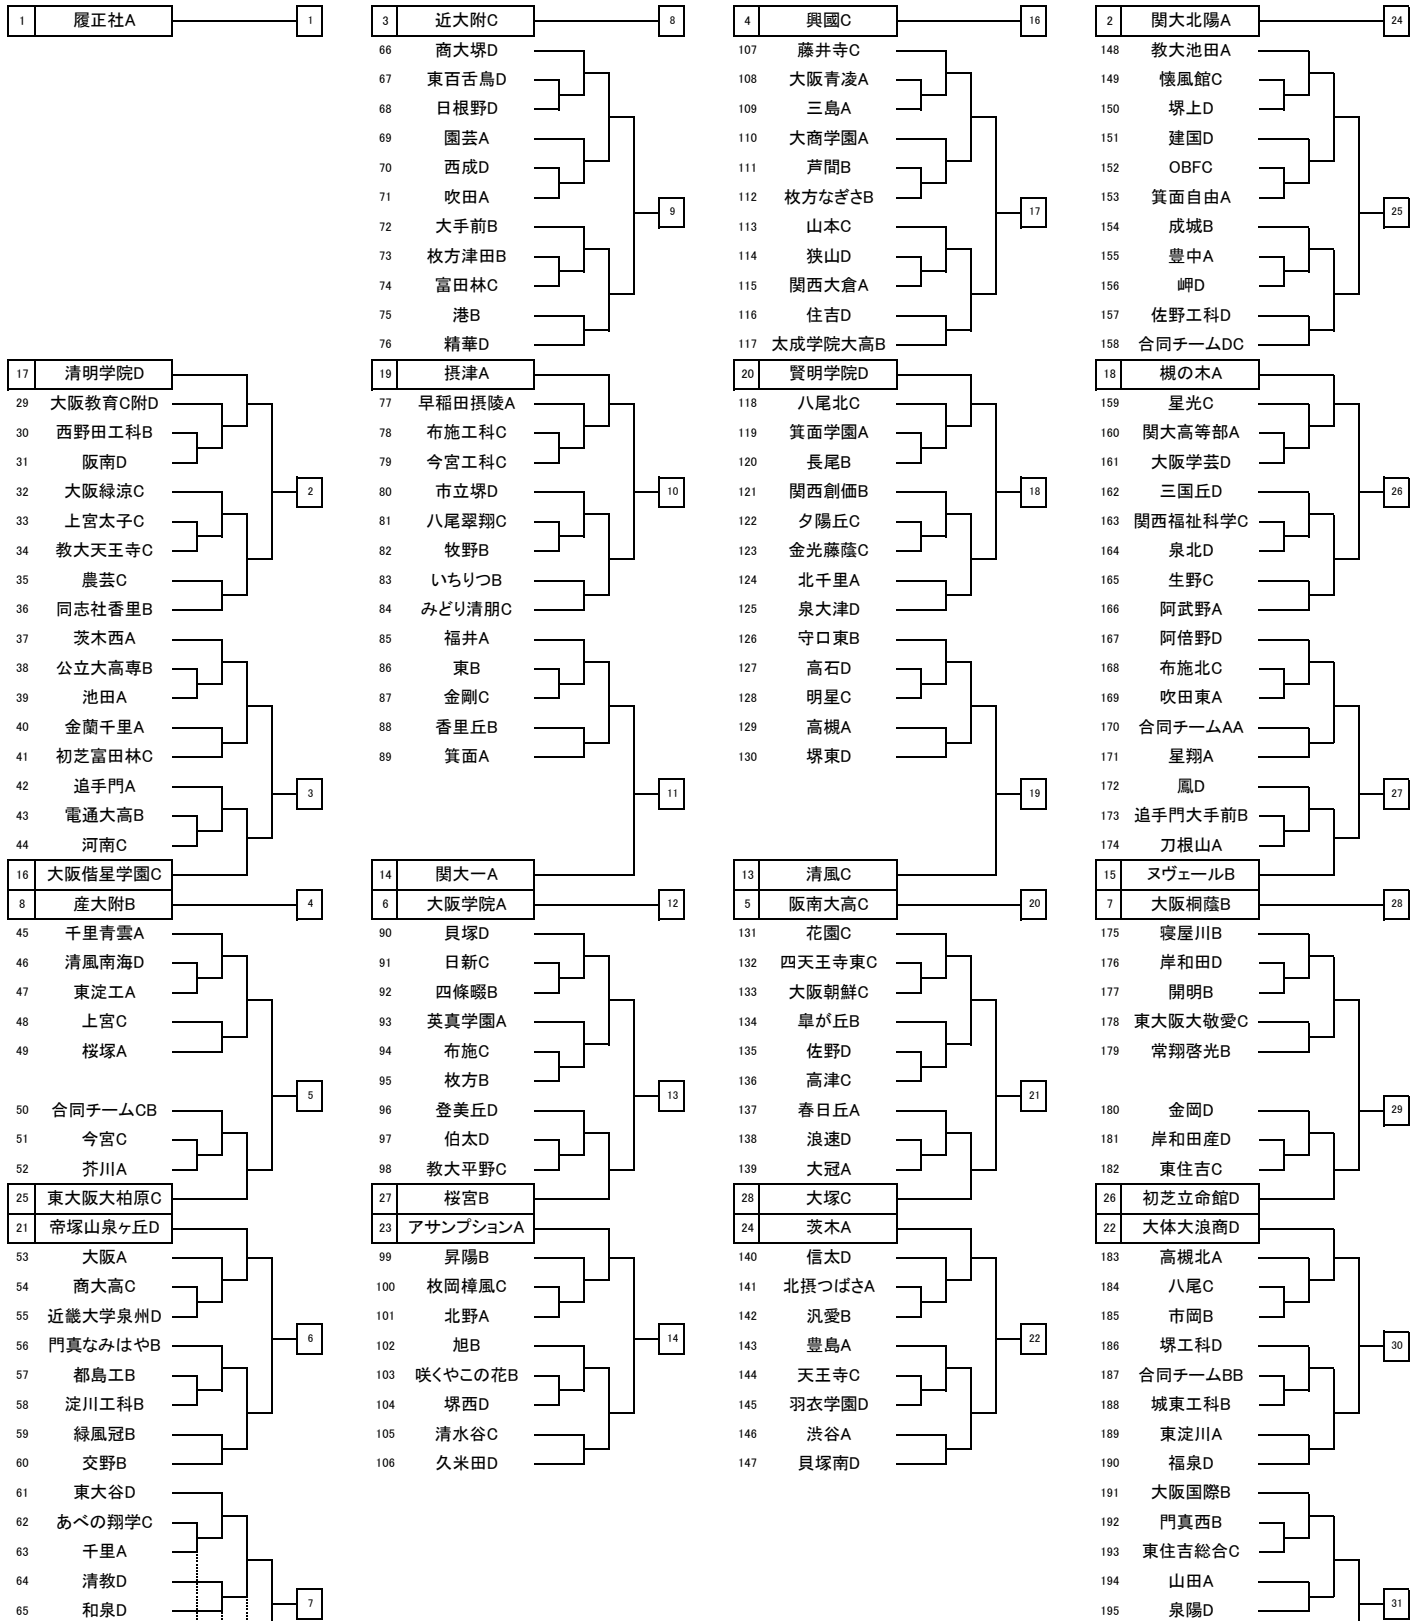 1 履正社A 1
17 清明学院D
29 大阪教育C附D
30 西野田工科B
31 阪南D
32 大阪緑涼C
2
33 上宮太子C
34 教大天王寺C
35 農芸C
36 同志社香里B
37 茨木西A
38 公立大高専B
39 池田A
40 金蘭千里A
41 初芝富田林C
42 追手門A
3
43 電通大高B
44 河南C
16 大阪偕星学園C
8 産大附B 4
45 千里青雲A
46 清風南海D
47 東淀工A
48 上宮C
49 桜塚A
5
50 合同チームCB
51 今宮C
52 芥川A
25 東大阪大柏原C
21 帝塚山泉ヶ丘D
53 大阪A
54 商大高C
55 近畿大学泉州D
56 門真なみはやB
6
57 都島工B
58 淀川工科B
59 緑風冠B
60 交野B
61 東大谷D
62 あべの翔学C
63 千里A
64 清教D
7
65 和泉D
3 近大附C 8
66 商大堺D
67 東百舌鳥D
68 日根野D
69 園芸A
70 西成D
71 吹田A
9
72 大手前B
73 枚方津田B
74 富田林C
75 港B
76 精華D
19 摂津A
77 早稲田摂陵A
78 布施工科C
79 今宮工科C
80 市立堺D
10
81 八尾翠翔C
82 牧野B
83 いちりつB
84 みどり清朋C
85 福井A
86 東B
87 金剛C
88 香里丘B
89 箕面A
11
14 関大一A
6 大阪学院A 12
90 貝塚D
91 日新C
92 四條畷B
93 英真学園A
94 布施C
95 枚方B
13
96 登美丘D
97 伯太D
98 教大平野C
27 桜宮B
23 アサンプションA
99 昇陽B
100 枚岡樟風C
101 北野A
102 旭B
14
103 咲くやこの花B
104 堺西D
105 清水谷C
106 久米田D
4 興國C 16
107 藤井寺C
108 大阪青凌A
109 三島A
110 大商学園A
111 芦間B
112 枚方なぎさB
17
113 山本C
114 狭山D
115 関西大倉A
116 住吉D
117 太成学院大高B
20 賢明学院D
118 八尾北C
119 箕面学園A
120 長尾B
121 関西創価B
18
122 夕陽丘C
123 金光藤蔭C
124 北千里A
125 泉大津D
126 守口東B
127 高石D
128 明星C
129 高槻A
130 堺東D
19
13 清風C
5 阪南大高C 20
131 花園C
132 四天王寺東C
133 大阪朝鮮C
134 皐が丘B
135 佐野D
136 高津C
21
137 春日丘A
138 浪速D
139 大冠A
28 大塚C
24 茨木A
140 信太D
141 北摂つばさA
142 汎愛B
143 豊島A
22
144 天王寺C
145 羽衣学園D
146 渋谷A
147 貝塚南D
2 関大北陽A 24
148 教大池田A
149 懐風館C
150 堺上D
151 建国D
152 OBFC
153 箕面自由A
25
154 成城B
155 豊中A
156 岬D
157 佐野工科D
158 合同チームDC
18 槻の木A
159 星光C
160 関大高等部A
161 大阪学芸D
162 三国丘D
26
163 関西福祉科学C
164 泉北D
165 生野C
166 阿武野A
167 阿倍野D
168 布施北C
169 吹田東A
170 合同チームAA
171 星翔A
172 鳳D
27
173 追手門大手前B
174 刀根山A
15 ヌヴェールB
7 大阪桐蔭B 28
175 寝屋川B
176 岸和田D
177 開明B
178 東大阪大敬愛C
179 常翔啓光B
180 金岡D
29
181 岸和田産D
182 東住吉C
26 初芝立命館D
22 大体大浪商D
183 高槻北A
184 八尾C
185 市岡B
186 堺工科D
30
187 合同チームBB
188 城東工科B
189 東淀川A
190 福泉D
191 大阪国際B
192 門真西B
193 東住吉総合C
194 山田A
31
195 泉陽D